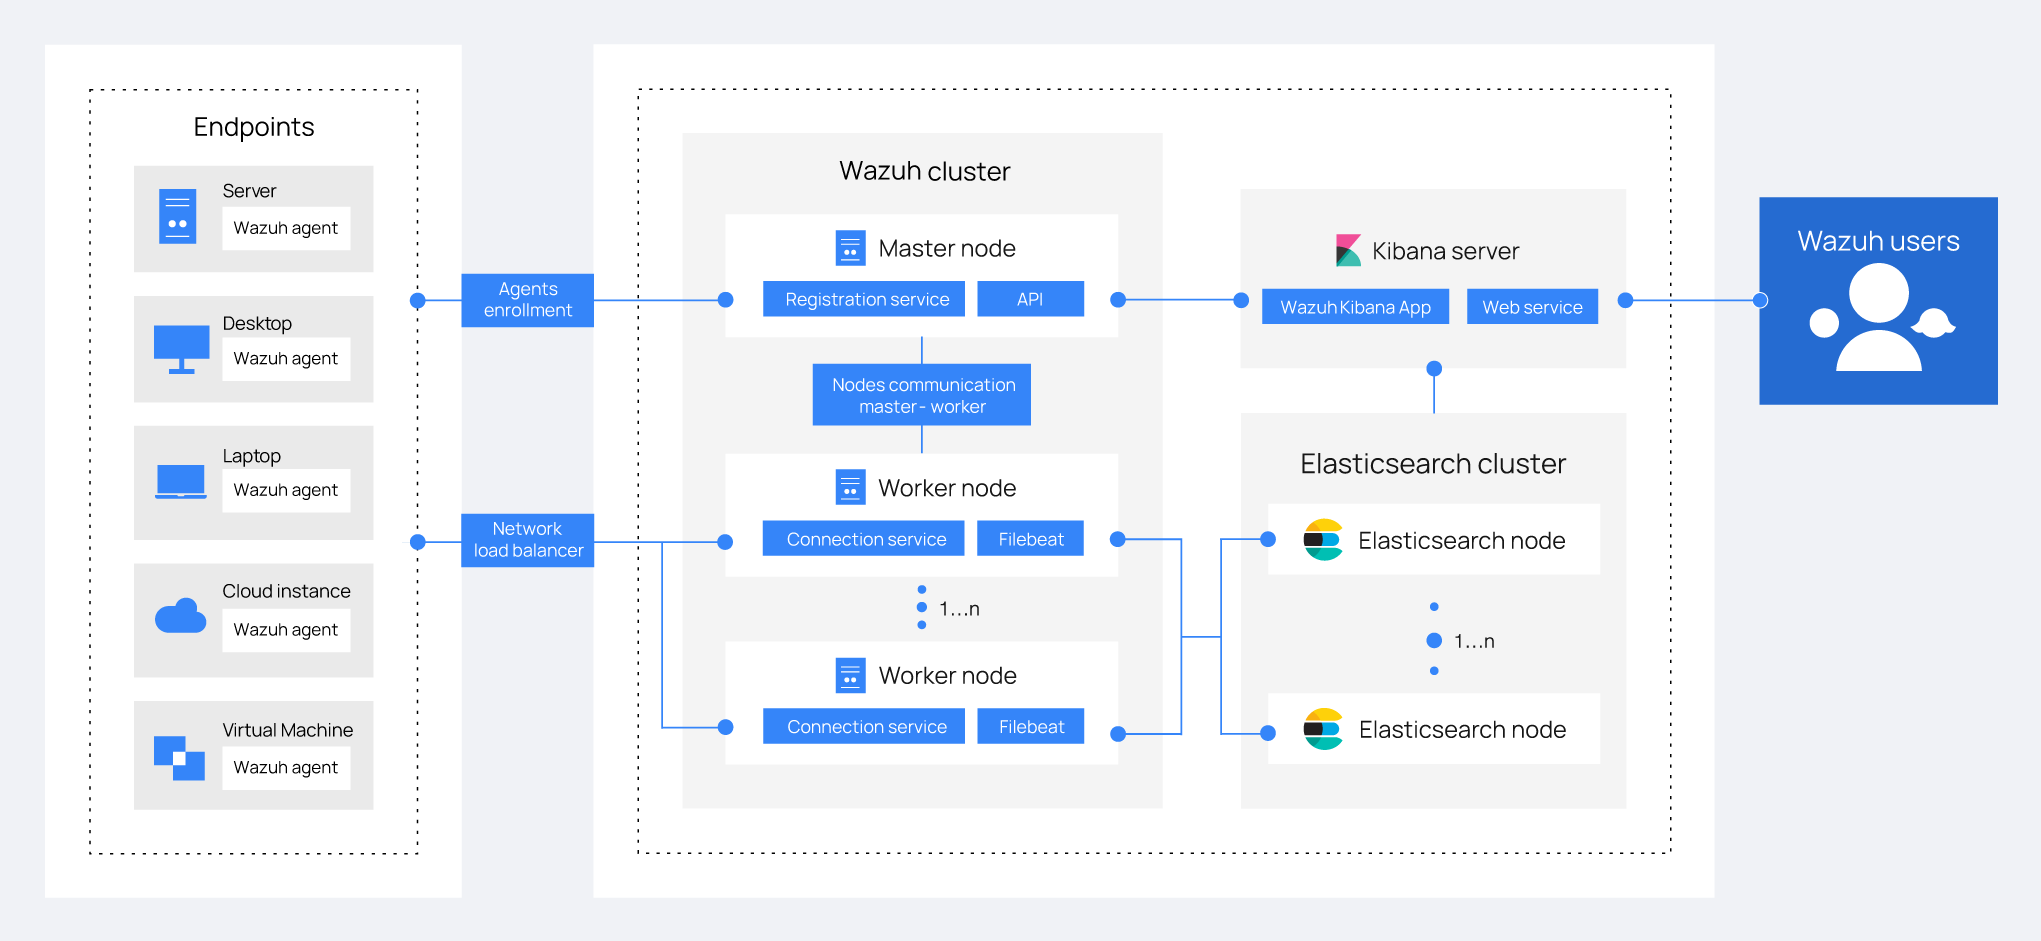 Endpoints
Server
Wazuh agent
Desktop
Wazuh agent
Laptop
Wazuh agent
Cloud instance
Wazuh agent
Virtual Machine
Wazuh agent
Agents
enrollment
Network
load balancer
Wazuh cluster
Master node
Registration service
API
Nodes communication
master - worker
Worker node
Connection service
Filebeat
1...n
Worker node
Connection service
Filebeat
Kibana server
Wazuh Kibana App
Web service
Elasticsearch cluster
Elasticsearch node
1...n
Elasticsearch node
Wazuh users